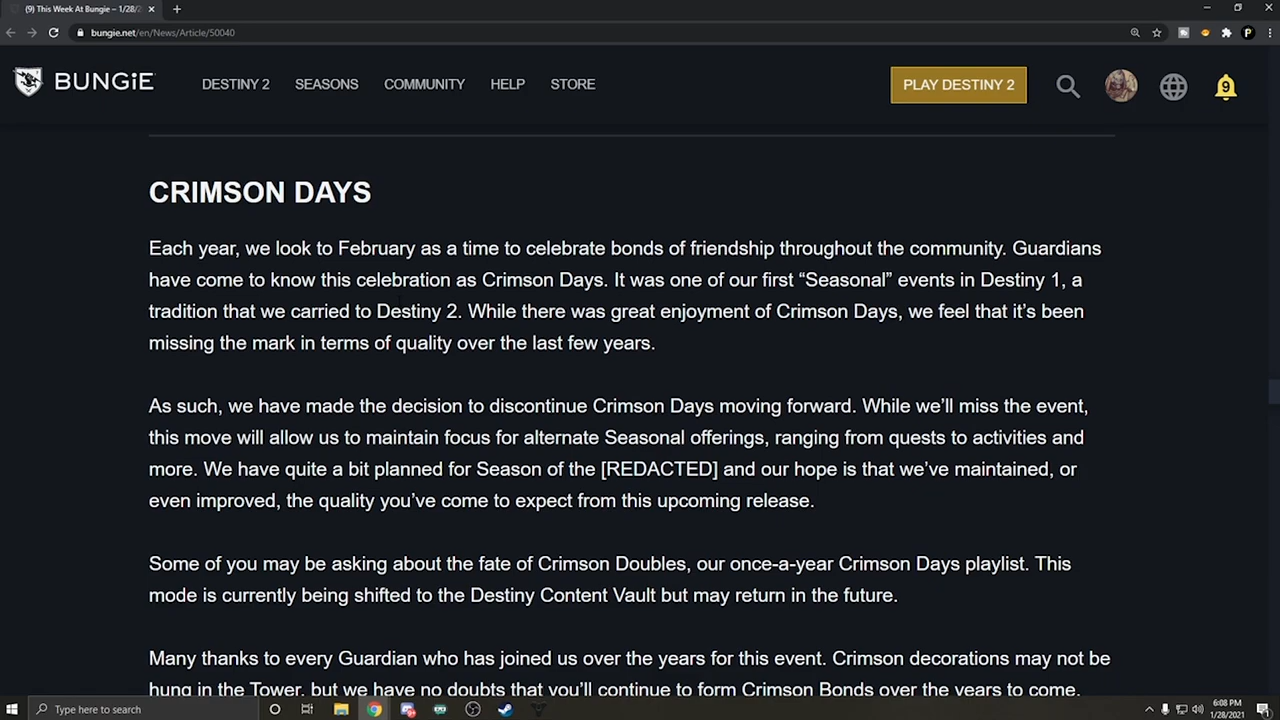 (9) This Week At Bungie – 1/28/2
bungie.net/en/News/Article/50040
BUNGiE
DESTINY 2
SEASONS
COMMUNITY
HELP
STORE
PLAY DESTINY 2
9
CRIMSON DAYS
Each year, we look to February as a time to celebrate bonds of friendship throughout the community. Guardians
have come to know this celebration as Crimson Days. It was one of our first “Seasonal” events in Destiny 1, a
tradition that we carried to Destiny 2. While there was great enjoyment of Crimson Days, we feel that it’s been
missing the mark in terms of quality over the last few years.
As such, we have made the decision to discontinue Crimson Days moving forward. While we’ll miss the event,
this move will allow us to maintain focus for alternate Seasonal offerings, ranging from quests to activities and
more. We have quite a bit planned for Season of the [REDACTED] and our hope is that we’ve maintained, or
even improved, the quality you’ve come to expect from this upcoming release.
Some of you may be asking about the fate of Crimson Doubles, our once-a-year Crimson Days playlist. This
mode is currently being shifted to the Destiny Content Vault but may return in the future.
Many thanks to every Guardian who has joined us over the years for this event. Crimson decorations may not be
hung in the Tower, but we have no doubts that you’ll continue to form Crimson Bonds over the years to come.
Type here to search
6:08 PM
1/28/2021